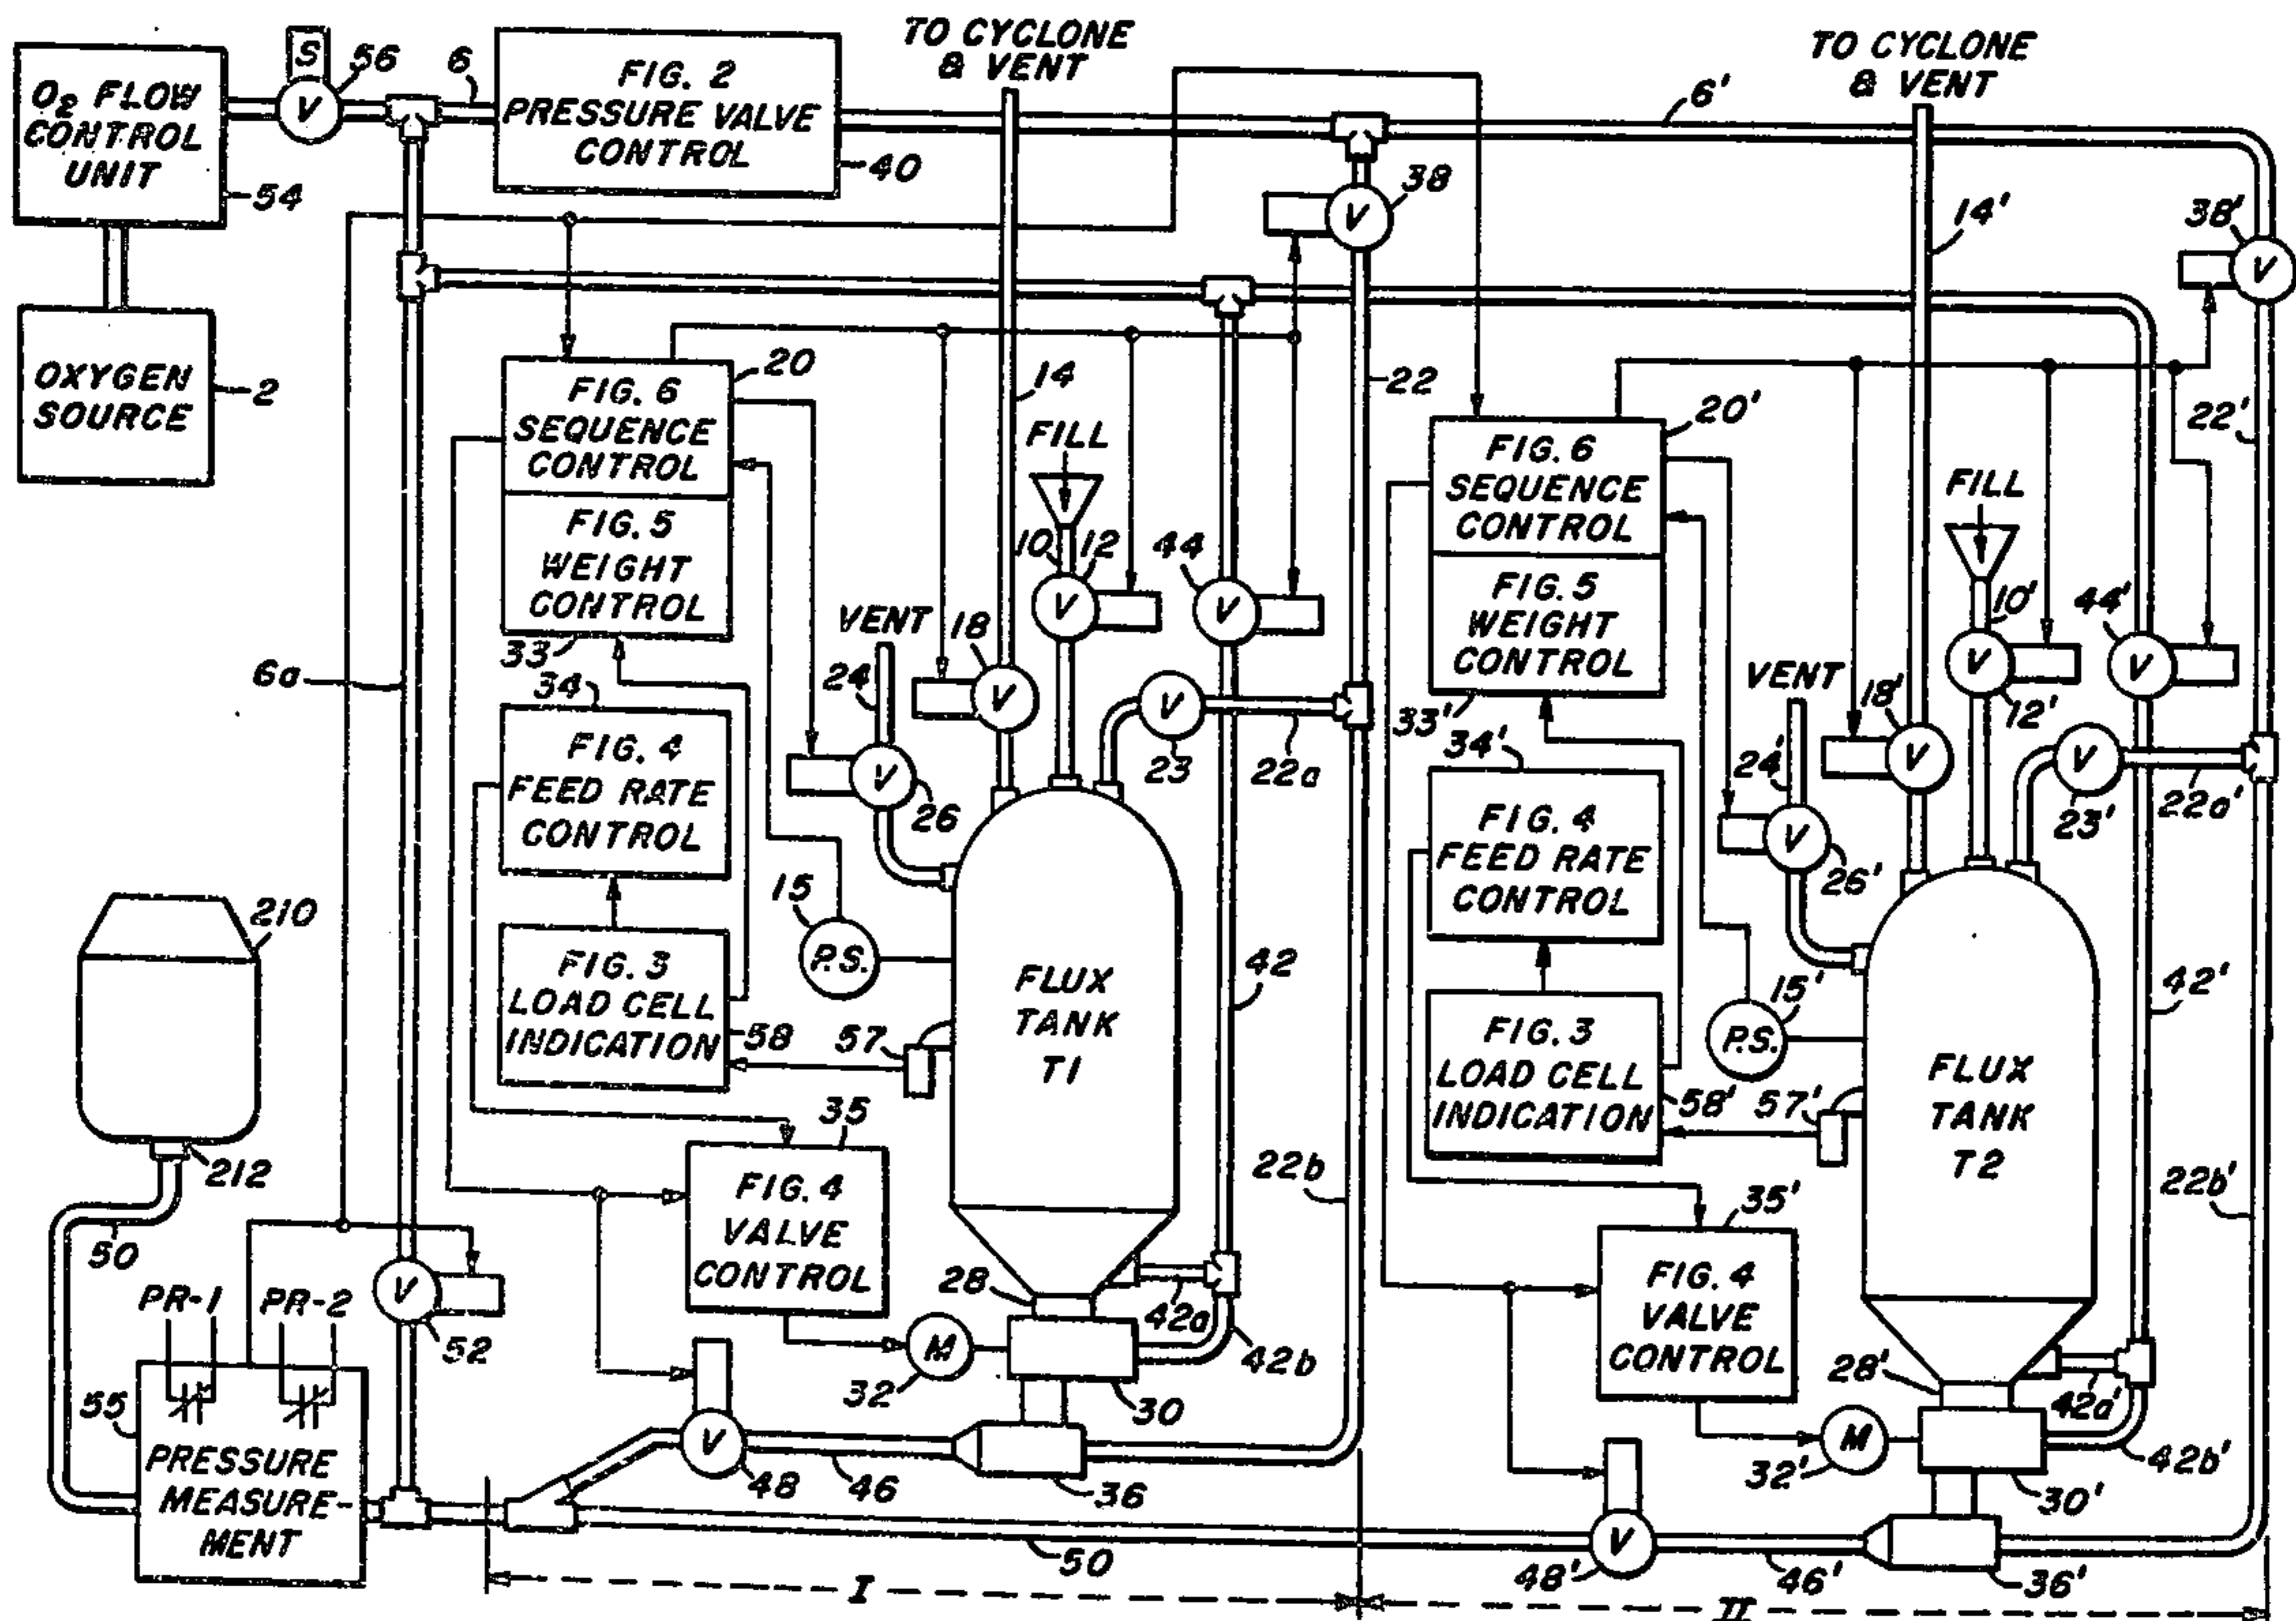 TO CYCLONE
& VENT
TO CYCLONE
& VENT
O2 FLOW
CONTROL
UNIT
54
S
V
56
6
FIG. 2
PRESSURE VALVE
CONTROL
40
6'
38
V
14'
38'
V
OXYGEN
SOURCE
2
FIG. 6
SEQUENCE
CONTROL
20
FIG. 5
WEIGHT
CONTROL
33
14
22
FILL
10
12
V
44
V
20'
FIG. 6
SEQUENCE
CONTROL
FIG. 5
WEIGHT
CONTROL
33'
22'
FILL
10'
12'
V
44'
V
6a
34
FIG. 4
FEED RATE
CONTROL
VENT
24
18
V
V
26
V
23
22a
34'
FIG. 4
FEED RATE
CONTROL
VENT
24'
18'
V
V
26'
V
23'
22a'
210
212
50
15
P.S.
FIG. 3
LOAD CELL
INDICATION
58
57
FLUX
TANK
T1
42
15'
P.S.
FIG. 3
LOAD CELL
INDICATION
58'
57'
FLUX
TANK
T2
42'
35
FIG. 4
VALVE
CONTROL
22b
35'
FIG. 4
VALVE
CONTROL
22b'
PR-1
PR-2
V
52
28
42a
42b
M
32
30
28'
42a'
42b'
M
32'
30'
55
PRESSURE
MEASURE-
MENT
V
48
46
36
50
V
48'
46'
36'
I
II